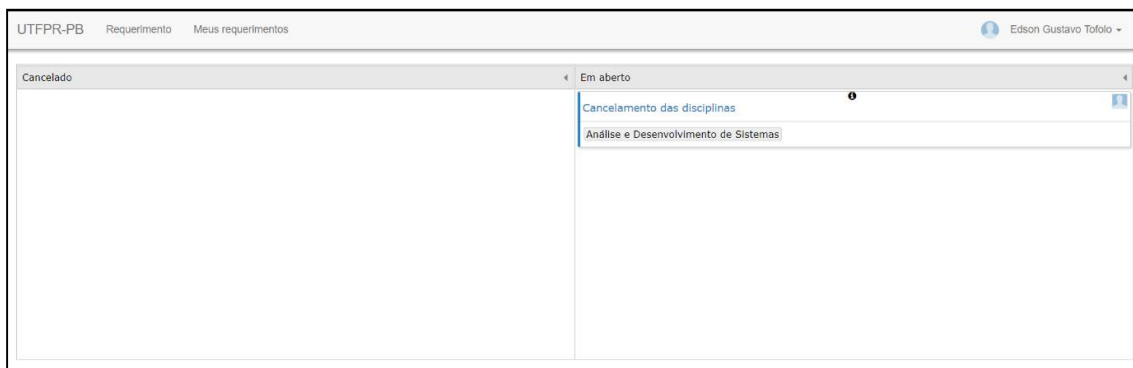 UTFPR-PB Requerimento Meus requerimentos Edson Gustavo Tofolo
Cancelado Em aberto
Cancelamento das disciplinas
Análise e Desenvolvimento de Sistemas